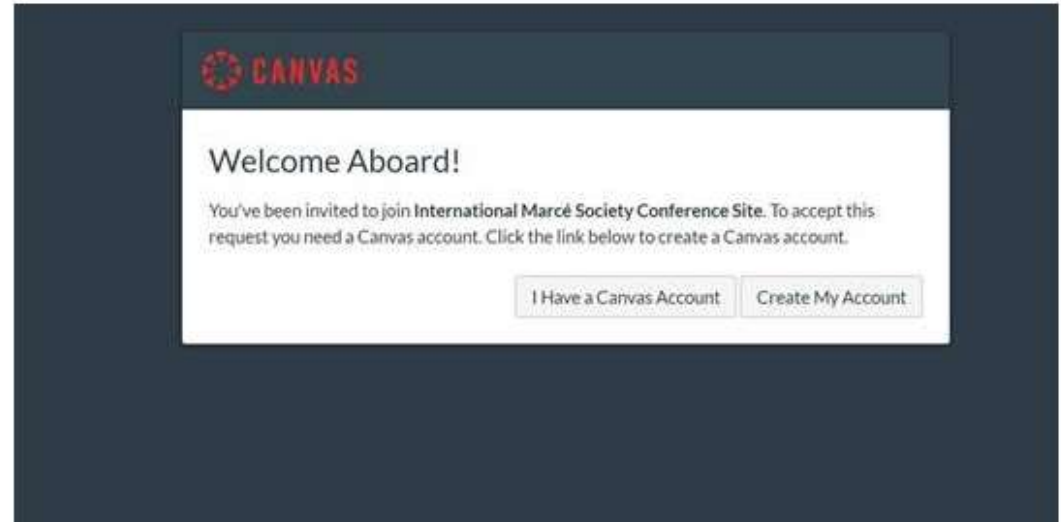 CANVAS
Welcome Aboard!
You've been invited to join International Marcé Society Conference Site. To accept this
request you need a Canvas account. Click the link below to create a Canvas account.
I Have a Canvas Account Create My Account